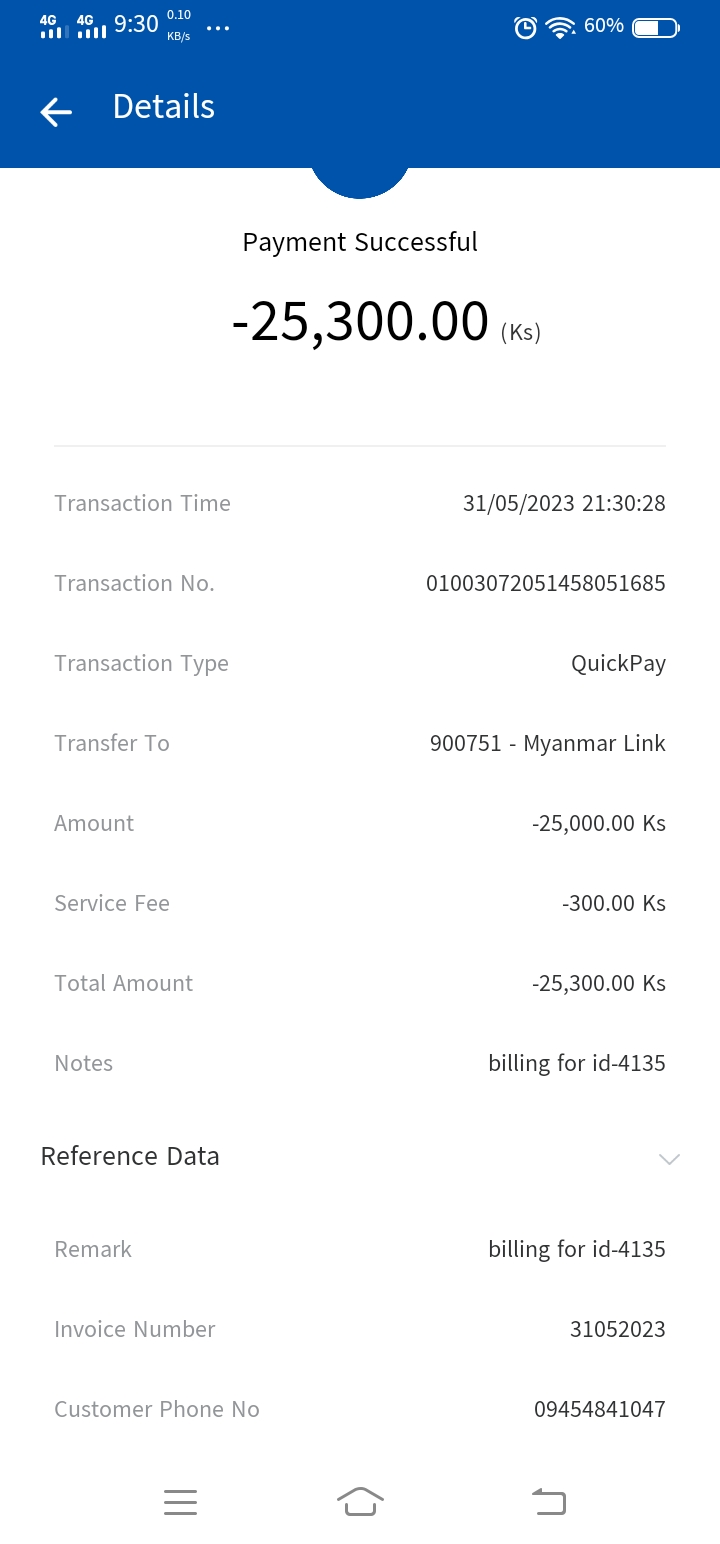 4G 4G 9:30 0.10 KB/s ... 60%
Details
Payment Successful
-25,300.00 (Ks)
Transaction Time 31/05/2023 21:30:28
Transaction No. 01003072051458051685
Transaction Type QuickPay
Transfer To 900751 - Myanmar Link
Amount -25,000.00 Ks
Service Fee -300.00 Ks
Total Amount -25,300.00 Ks
Notes billing for id-4135
Reference Data
Remark billing for id-4135
Invoice Number 31052023
Customer Phone No 09454841047